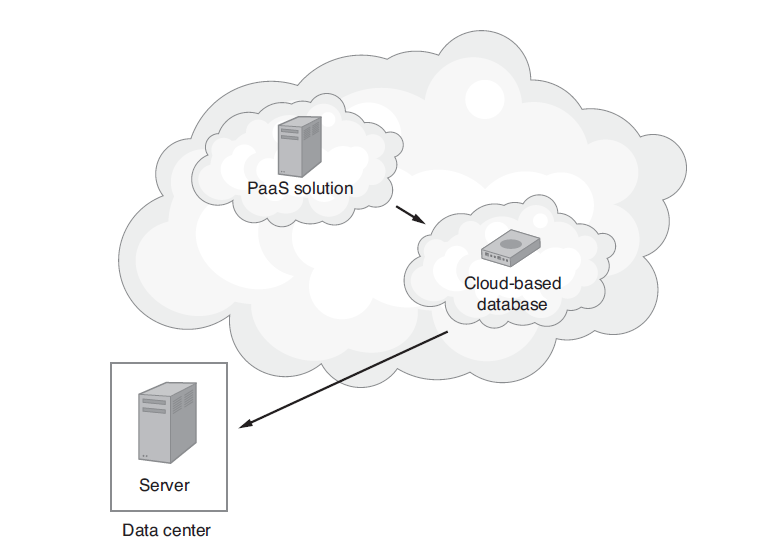 PaaS solution
Cloud-based
database
Server
Data center